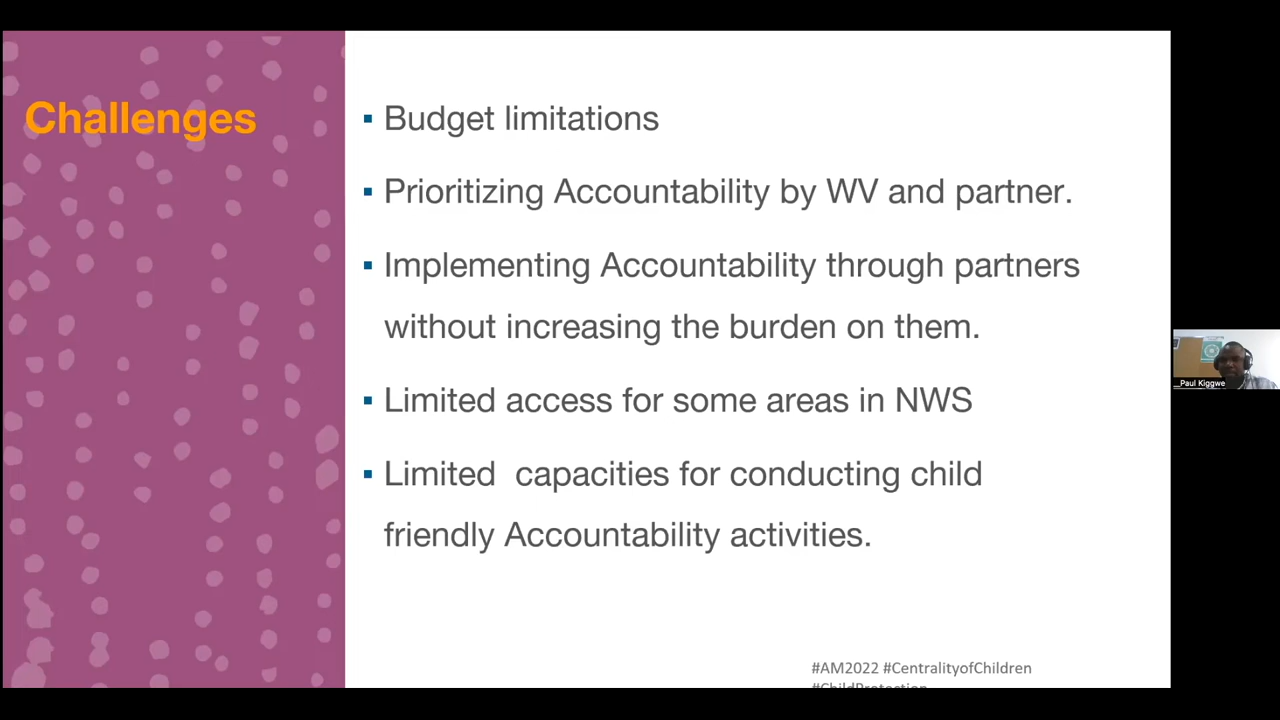 Challenges
▪ Budget limitations
▪ Prioritizing Accountability by WV and partner.
▪ Implementing Accountability through partners
without increasing the burden on them.
▪ Limited access for some areas in NWS
▪ Limited  capacities for conducting child
friendly Accountability activities.
#AM2022 #CentralityofChildren
#ChildProtection
Paul Kiggwe